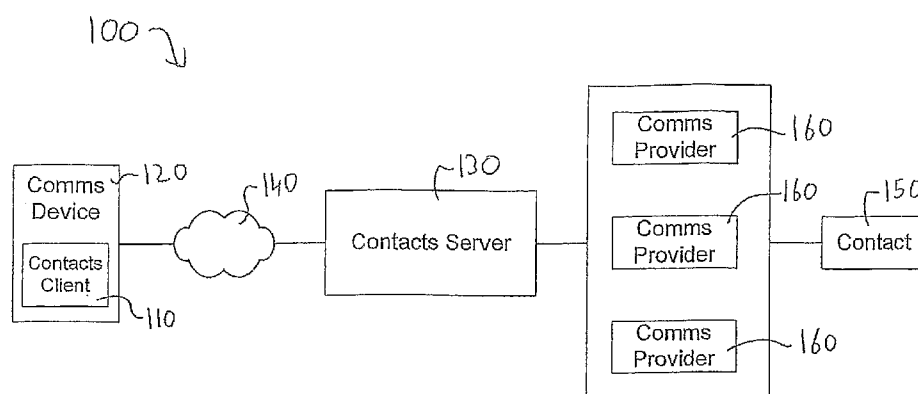 100
Comms
Device
120
Contacts
Client
110
140
130
Contacts Server
Comms
Provider
160
Comms
Provider
160
Comms
Provider
160
150
Contact